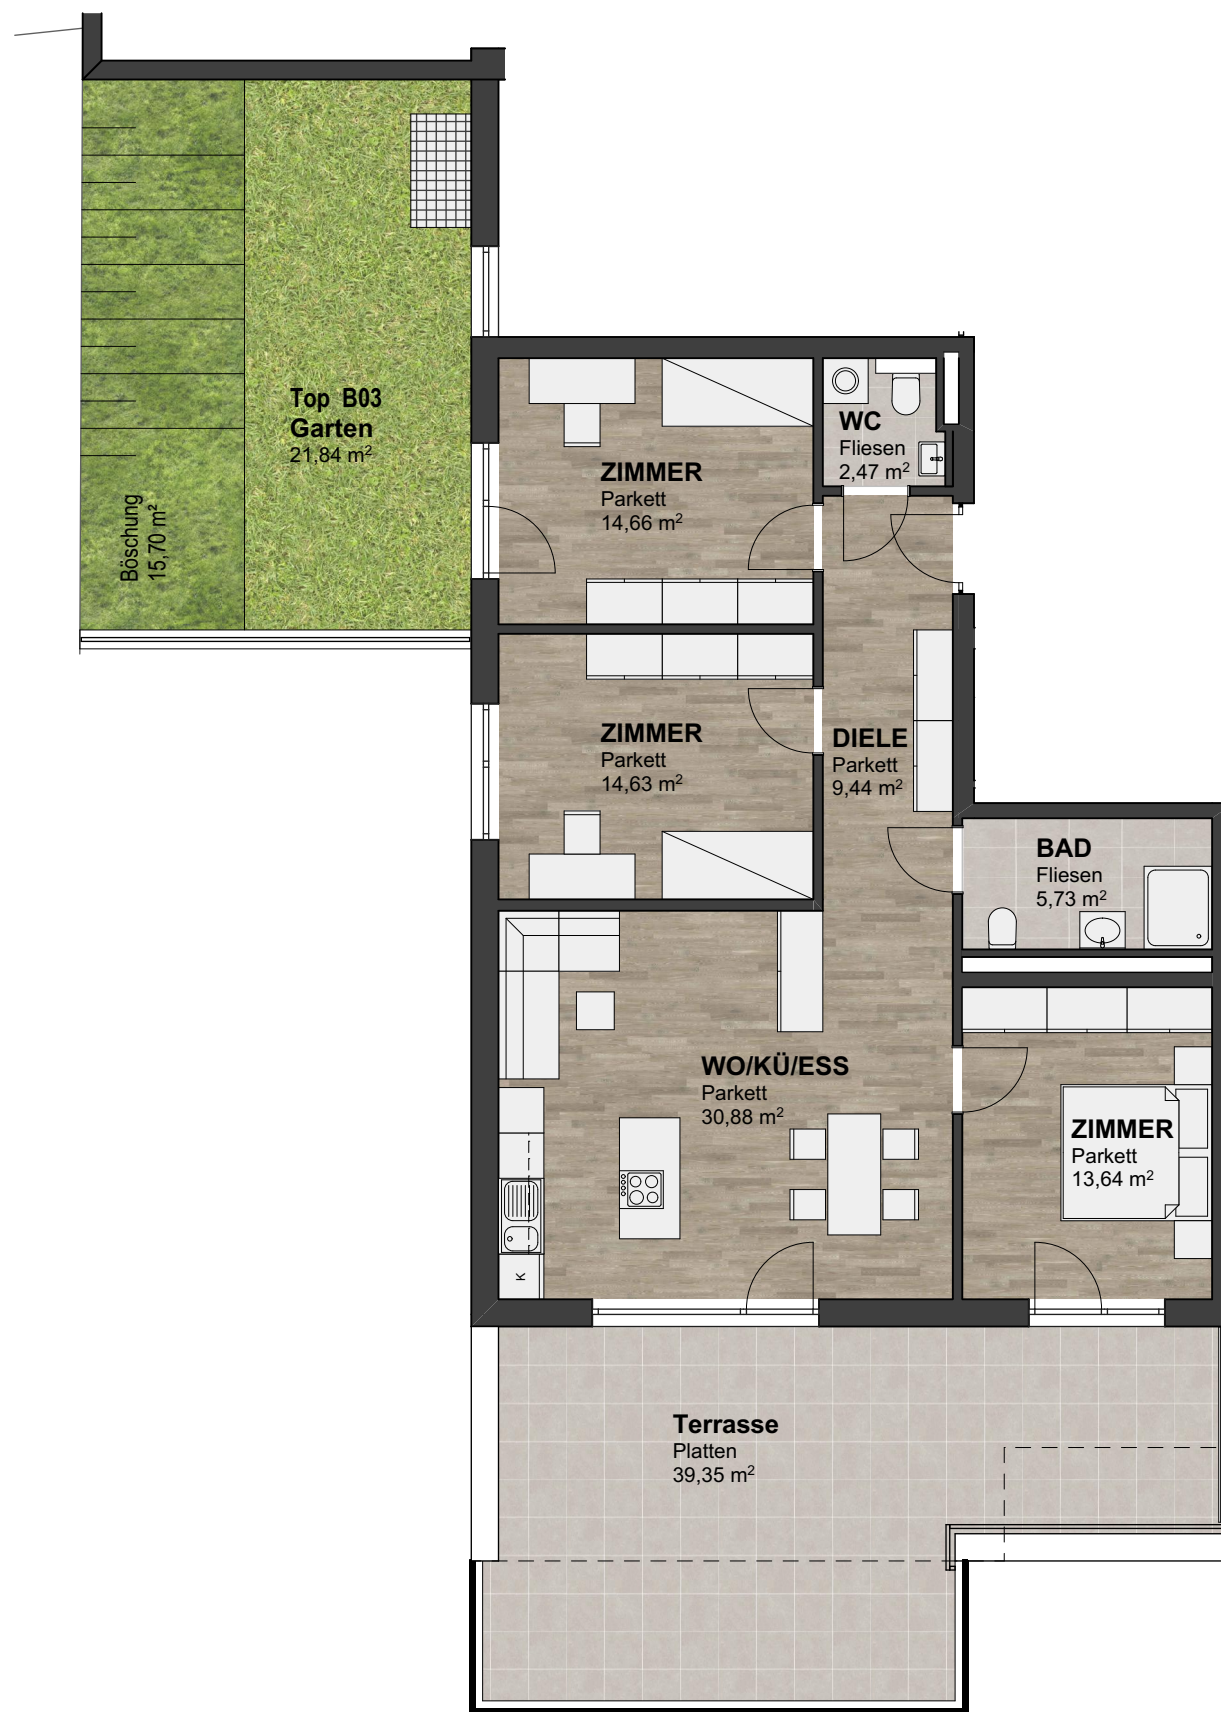 Top B03
Garten
21,84 m²
Böschung
15,70 m²
ZIMMER
Parkett
14,66 m²
WC
Fliesen
2,47 m²
ZIMMER
Parkett
14,63 m²
DIELE
Parkett
9,44 m²
BAD
Fliesen
5,73 m²
WO/KÜ/ESS
Parkett
30,88 m²
ZIMMER
Parkett
13,64 m²
K
Terrasse
Platten
39,35 m²